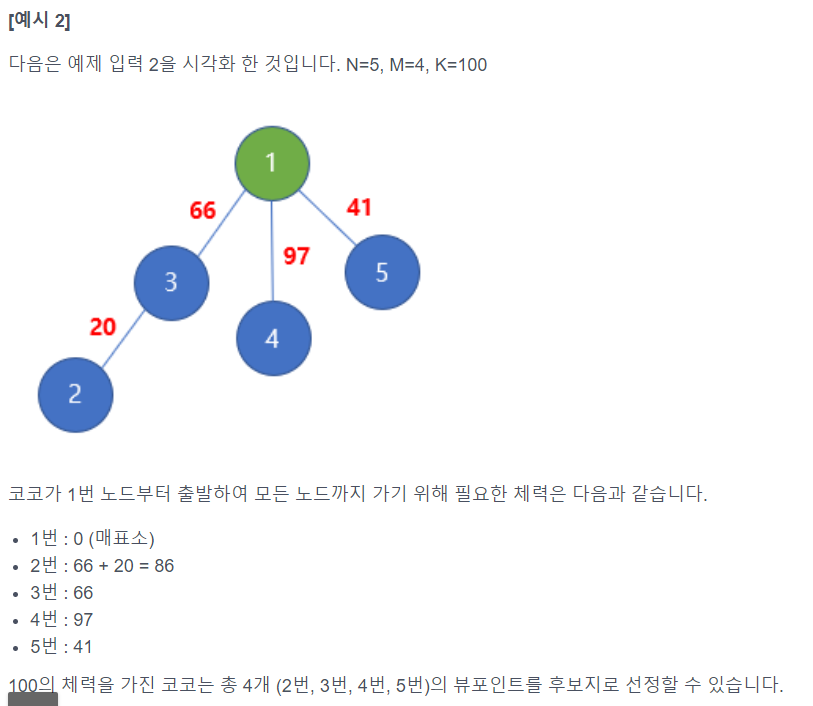 [예시 2]
다음은 예제 입력 2을 시각화 한 것입니다. N=5, M=4, K=100
1
66
41
97
3
5
20
4
2
코코가 1번 노드부터 출발하여 모든 노드까지 가기 위해 필요한 체력은 다음과 같습니다.
• 1번 : 0 (매표소)
• 2번 : 66 + 20 = 86
• 3번 : 66
• 4번 : 97
• 5번 : 41
100의 체력을 가진 코코는 총 4개 (2번, 3번, 4번, 5번)의 뷰포인트를 후보지로 선정할 수 있습니다.